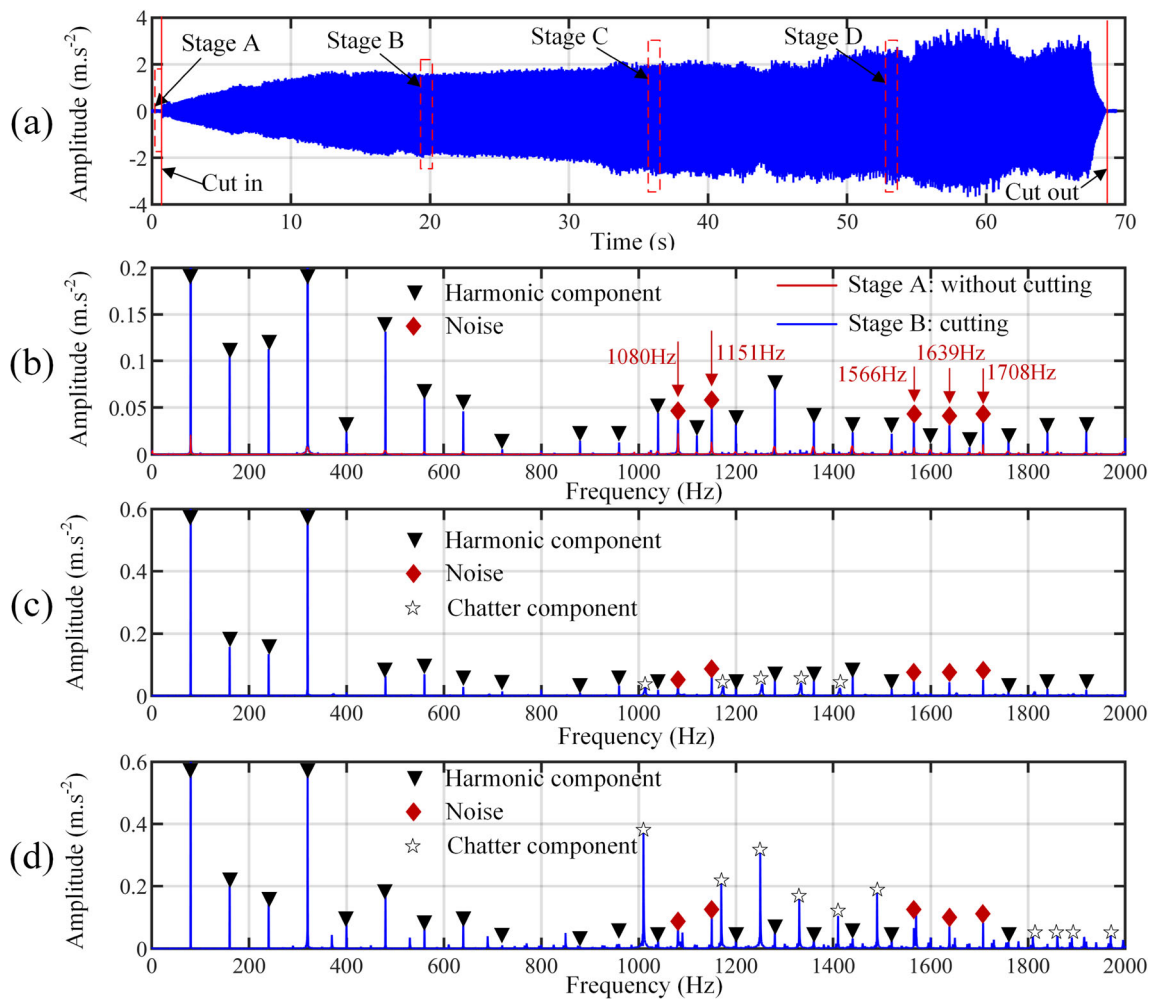 (a)
Amplitude (m.s-2)
4
2
0
-2
-4
Stage A
Stage B
Stage C
Stage D
Cut in
Cut out
0 10 20 30 40 50 60 70
Time (s)
(b)
Amplitude (m.s-2)
0.2
0.15
0.1
0.05
0
Harmonic component
Noise
Stage A: without cutting
Stage B: cutting
1080Hz
1151Hz
1566Hz
1639Hz
1708Hz
0 200 400 600 800 1000 1200 1400 1600 1800 2000
Frequency (Hz)
(c)
Amplitude (m.s-2)
0.6
0.4
0.2
0
Harmonic component
Noise
Chatter component
0 200 400 600 800 1000 1200 1400 1600 1800 2000
Frequency (Hz)
(d)
Amplitude (m.s-2)
0.6
0.4
0.2
0
Harmonic component
Noise
Chatter component
0 200 400 600 800 1000 1200 1400 1600 1800 2000
Frequency (Hz)